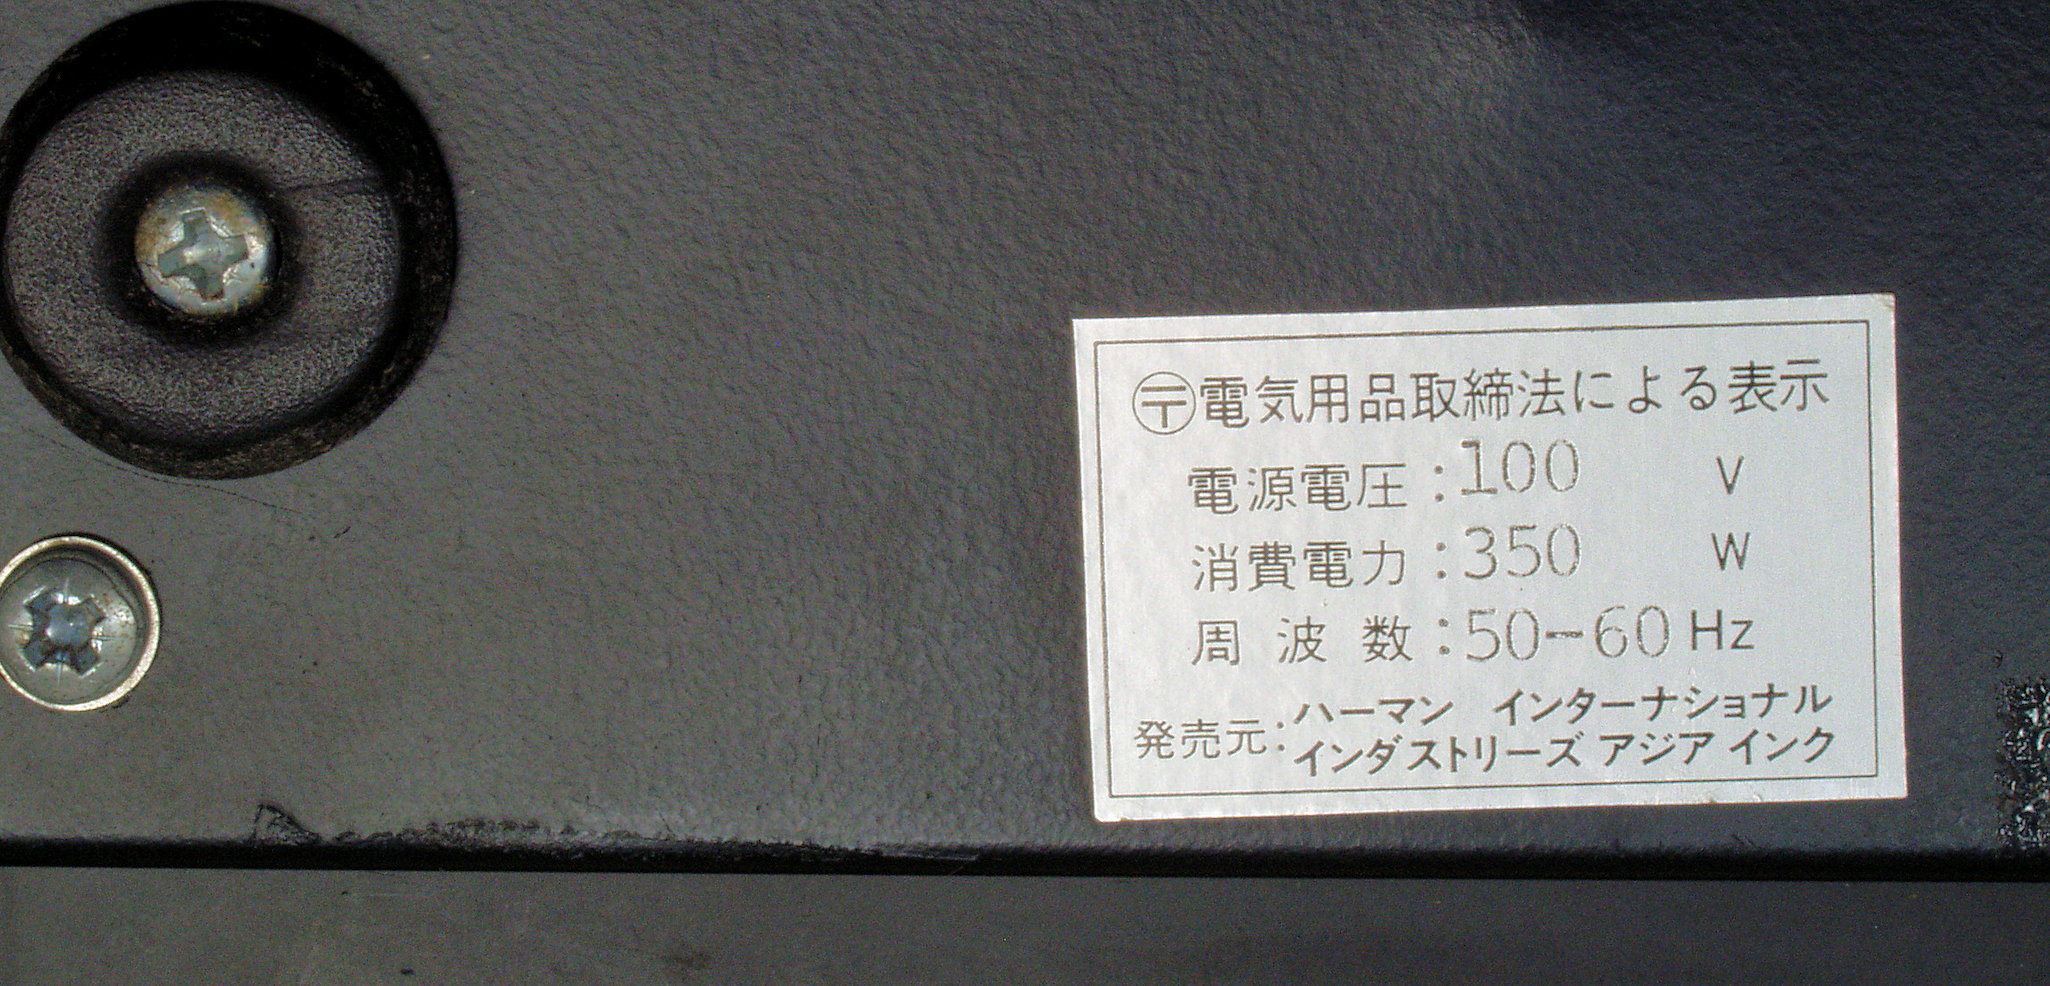 〶電気用品取締法による表示
電源電圧:100 V
消費電力:350 W
周波数:50-60 Hz
発売元:ハーマン インターナショナル
インダストリーズ アジア インク